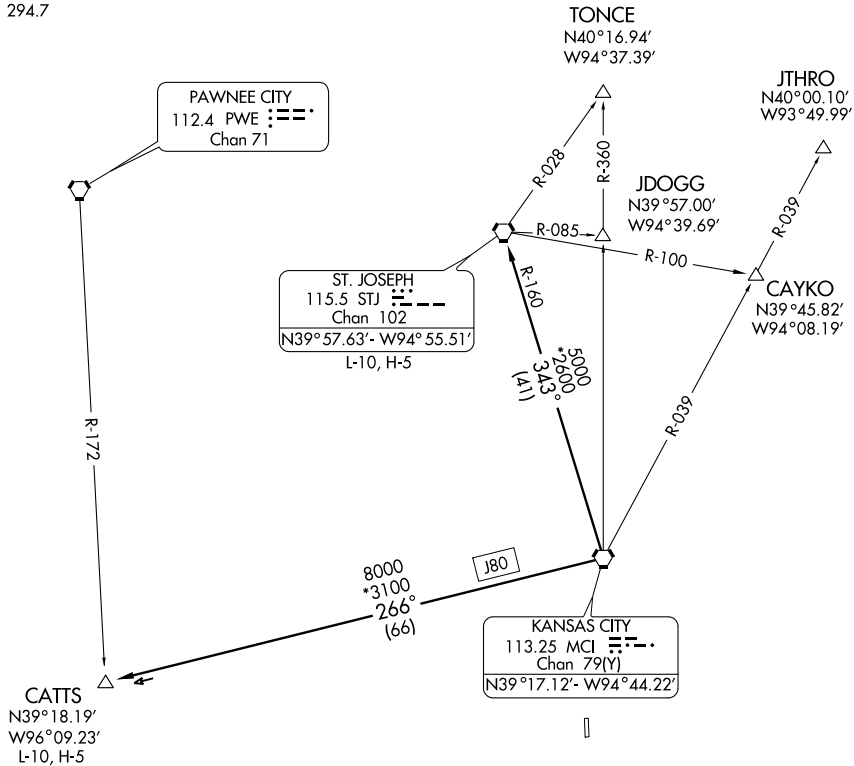 294.7
TONCE
N40°16.94'
W94°37.39'
JTHRO
N40°00.10'
W93°49.99'
PAWNEE CITY
112.4 PWE
Chan 71
R-028
R-360
R-039
JDOGG
N39°57.00'
W94°39.69'
R-085
R-100
ST. JOSEPH
115.5 STJ
Chan 102
N39°57.63'- W94°55.51'
L-10, H-5
R-160
CAYKO
N39°45.82'
W94°08.19'
5000
*2600
343°
(41)
R-172
R-039
8000
*3100
266°
(66)
J80
KANSAS CITY
113.25 MCI
Chan 79(Y)
N39°17.12'- W94°44.22'
CATTS
N39°18.19'
W96°09.23'
L-10, H-5